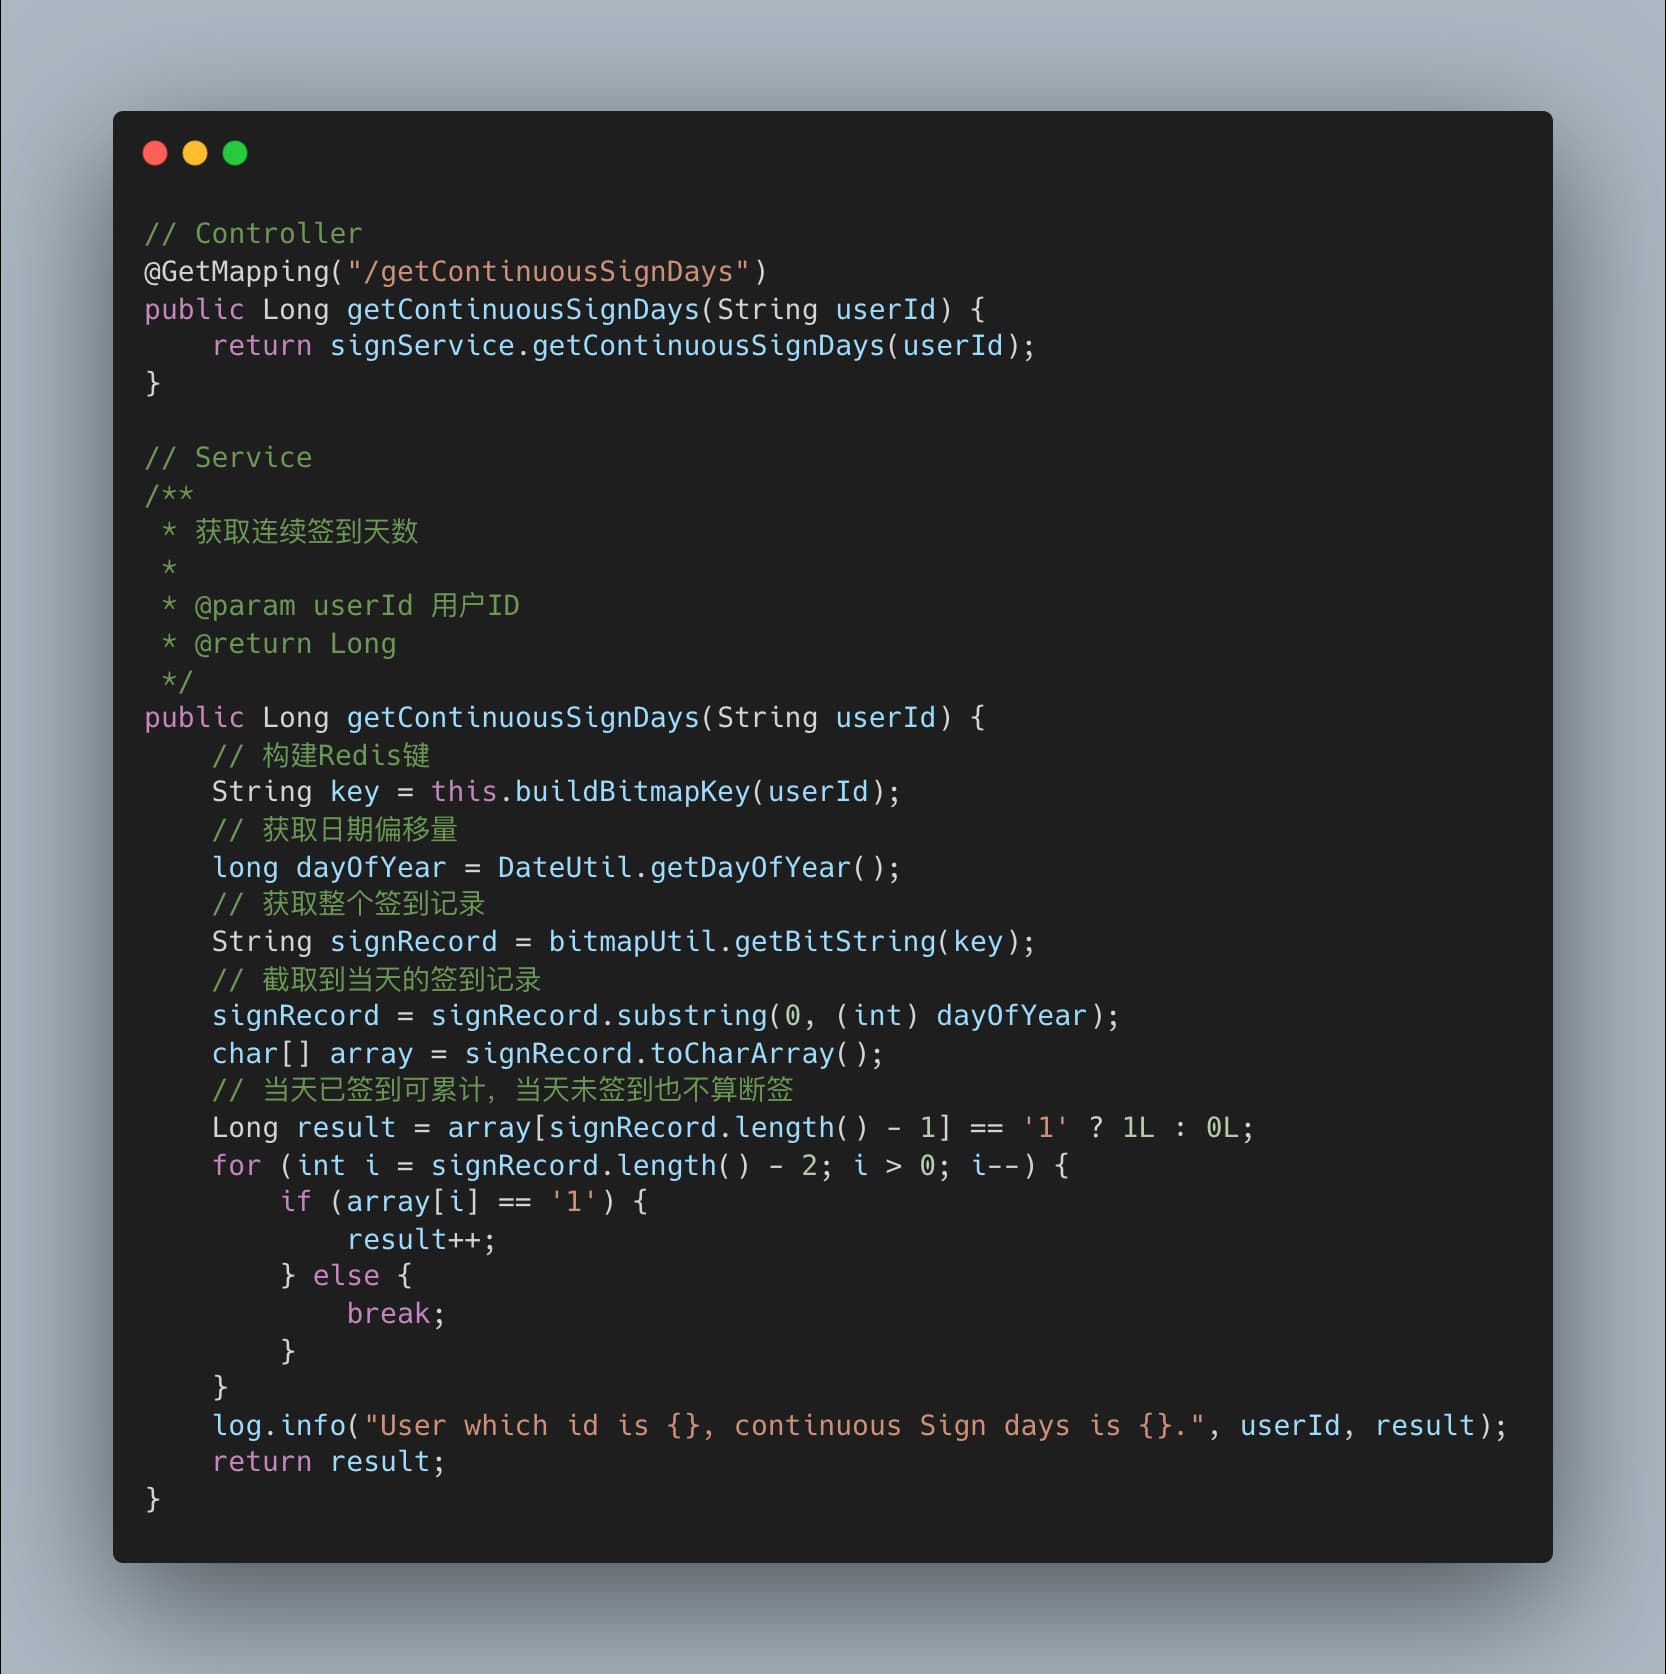 // Controller
@GetMapping("/getContinuousSignDays")
public Long getContinuousSignDays(String userId) {
    return signService.getContinuousSignDays(userId);
}

// Service
/**
 * 获取连续签到天数
 *
 * @param userId 用户ID
 * @return Long
 */
public Long getContinuousSignDays(String userId) {
    // 构建Redis键
    String key = this.buildBitmapKey(userId);
    // 获取日期偏移量
    long dayOfYear = DateUtil.getDayOfYear();
    // 获取整个签到记录
    String signRecord = bitmapUtil.getBitString(key);
    // 截取到当天的签到记录
    signRecord = signRecord.substring(0, (int) dayOfYear);
    char[] array = signRecord.toCharArray();
    // 当天已签到可累计，当天未签到也不算断签
    Long result = array[signRecord.length() - 1] == '1' ? 1L : 0L;
    for (int i = signRecord.length() - 2; i > 0; i--) {
        if (array[i] == '1') {
            result++;
        } else {
            break;
        }
    }
    log.info("User which id is {}, continuous Sign days is {}.", userId, result);
    return result;
}